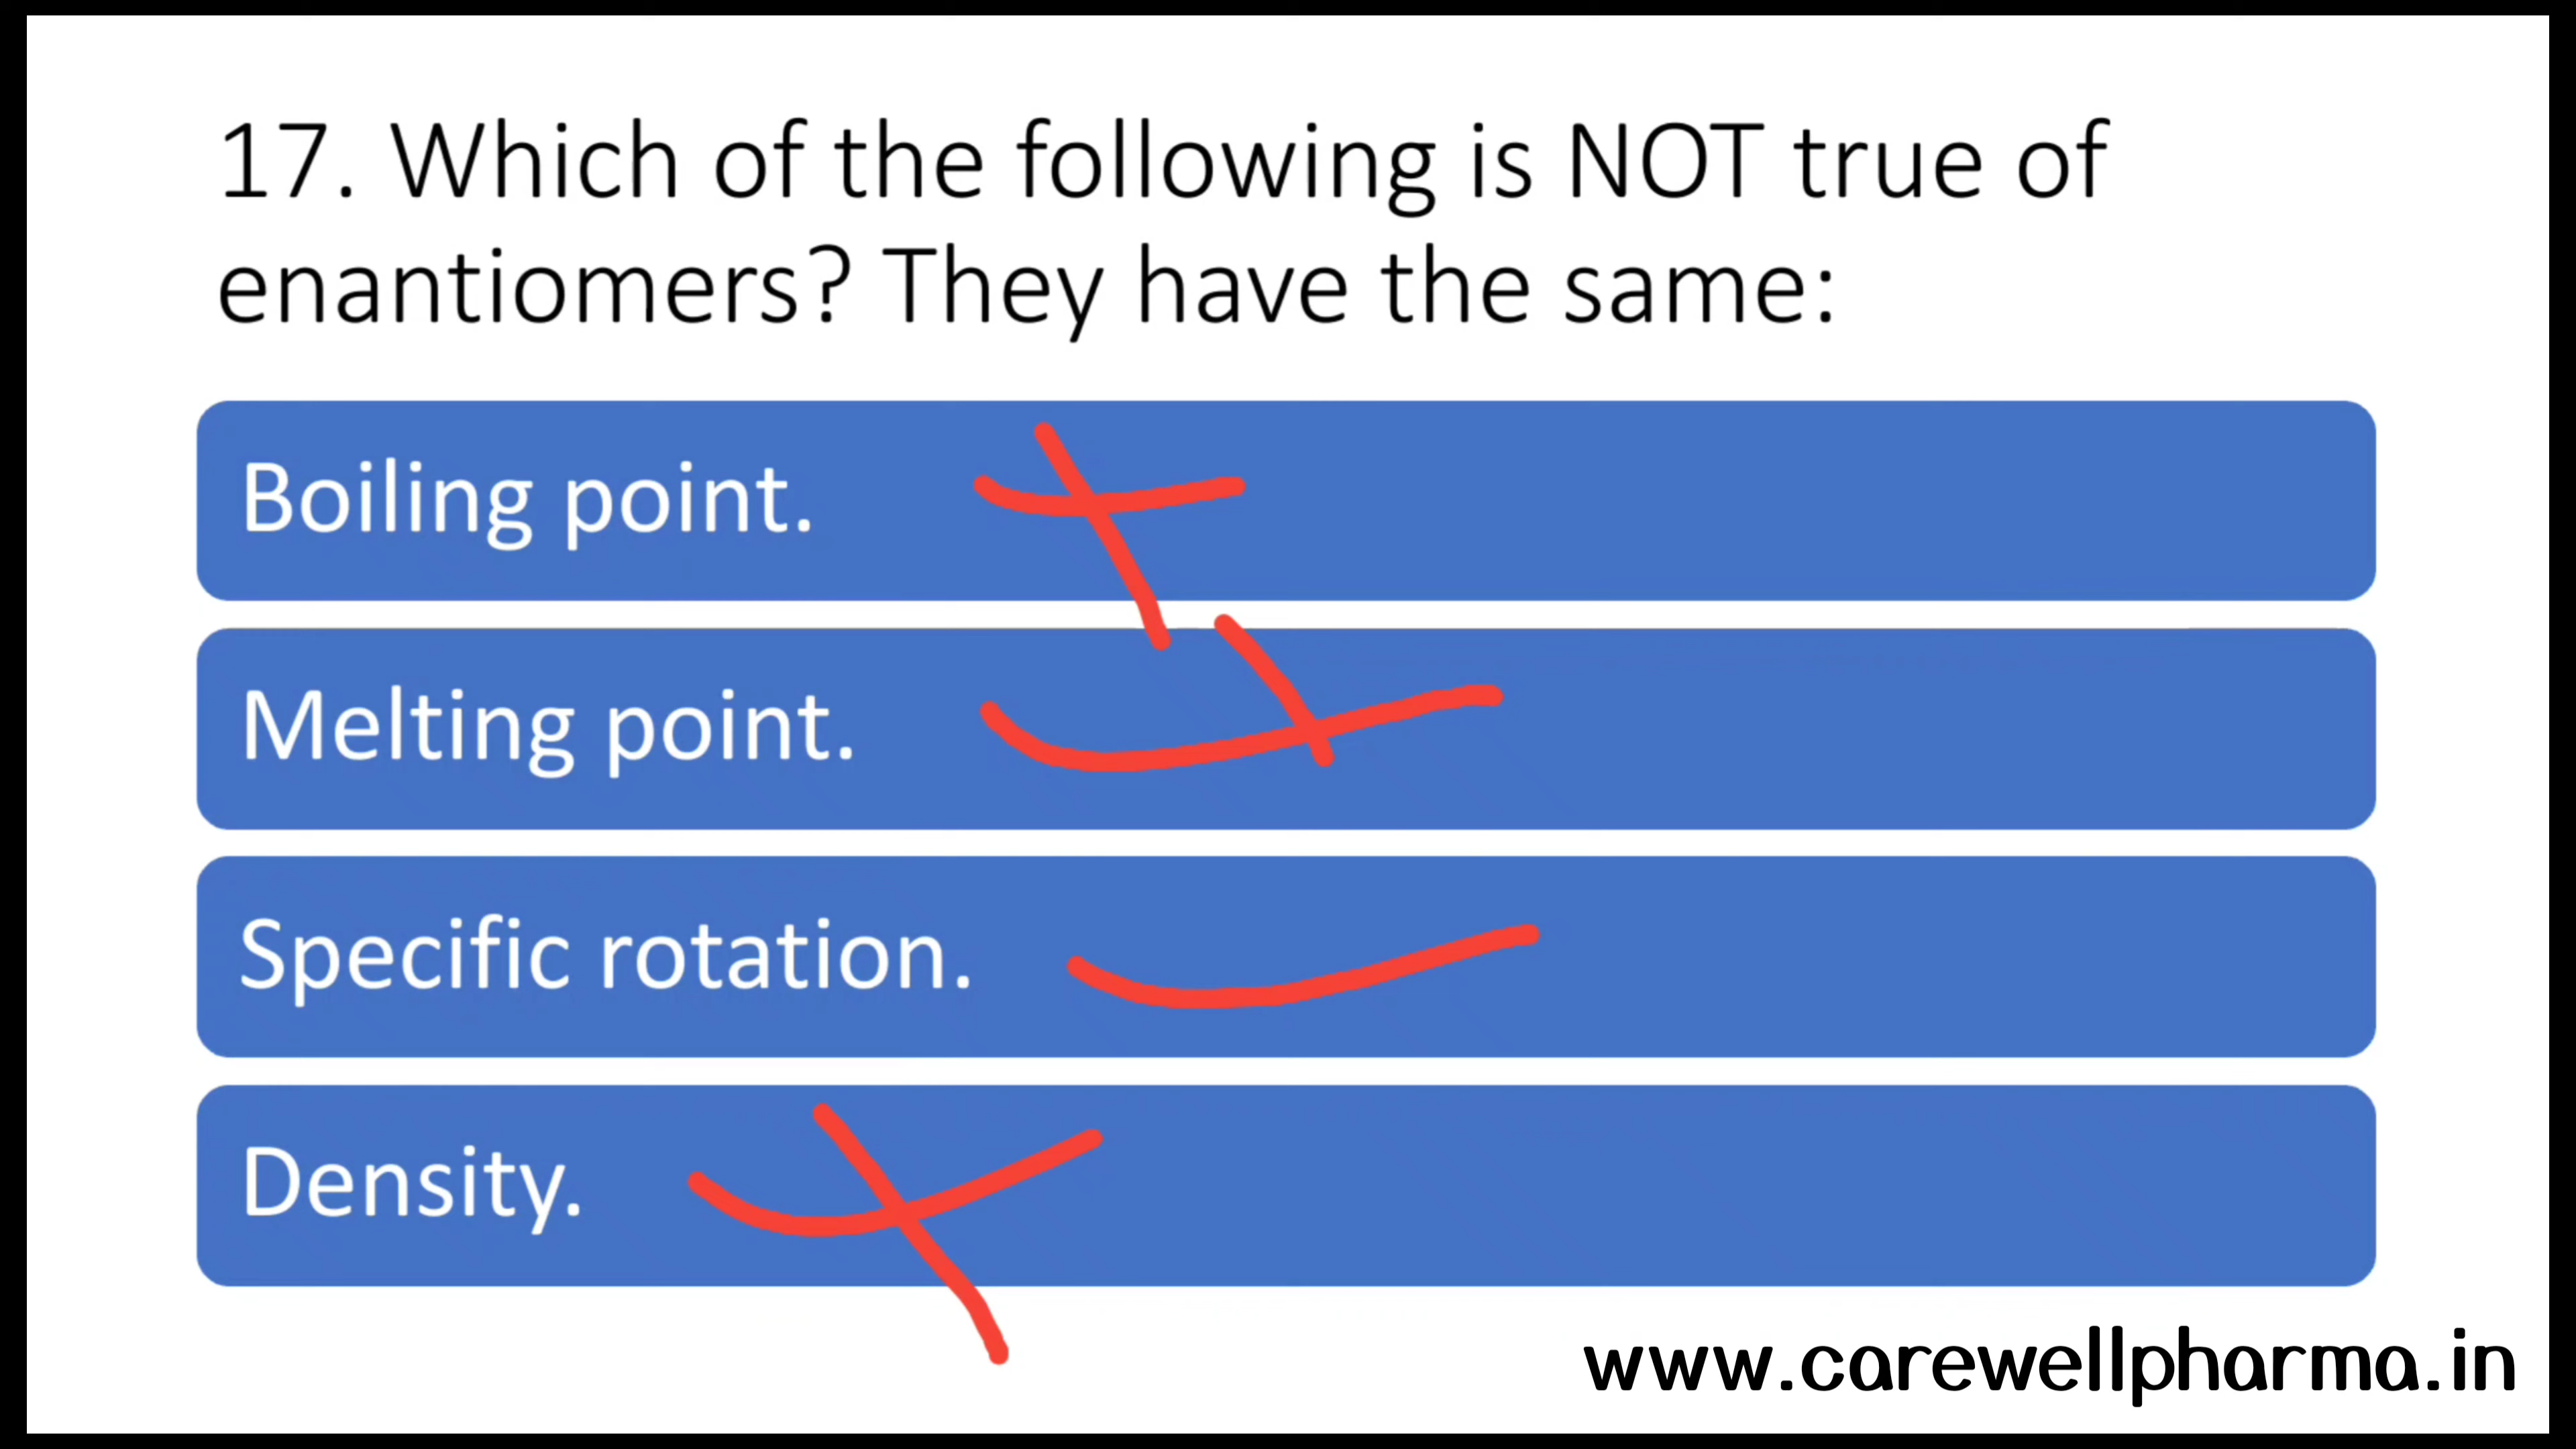 17. Which of the following is NOT true of
enantiomers? They have the same:
Boiling point.
Melting point.
Specific rotation.
Density.
www.carewellpharma.in